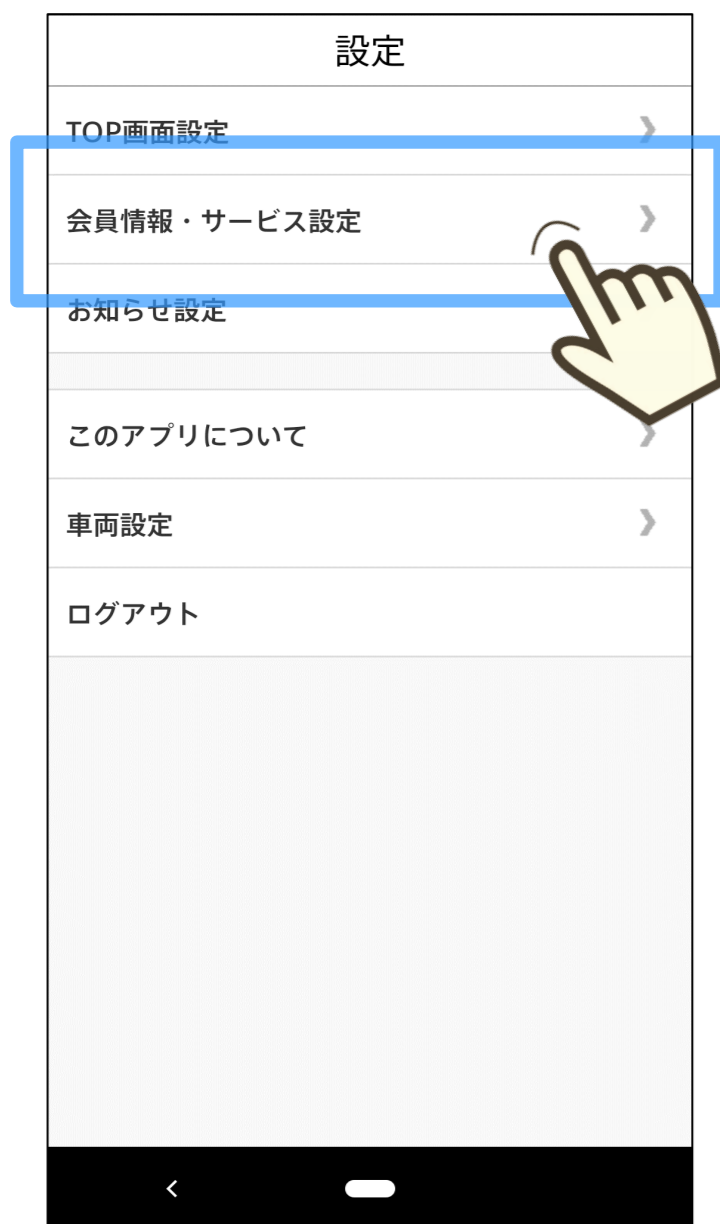 設定
TOP画面設定
会員情報・サービス設定
お知らせ設定
このアプリについて
車両設定
ログアウト